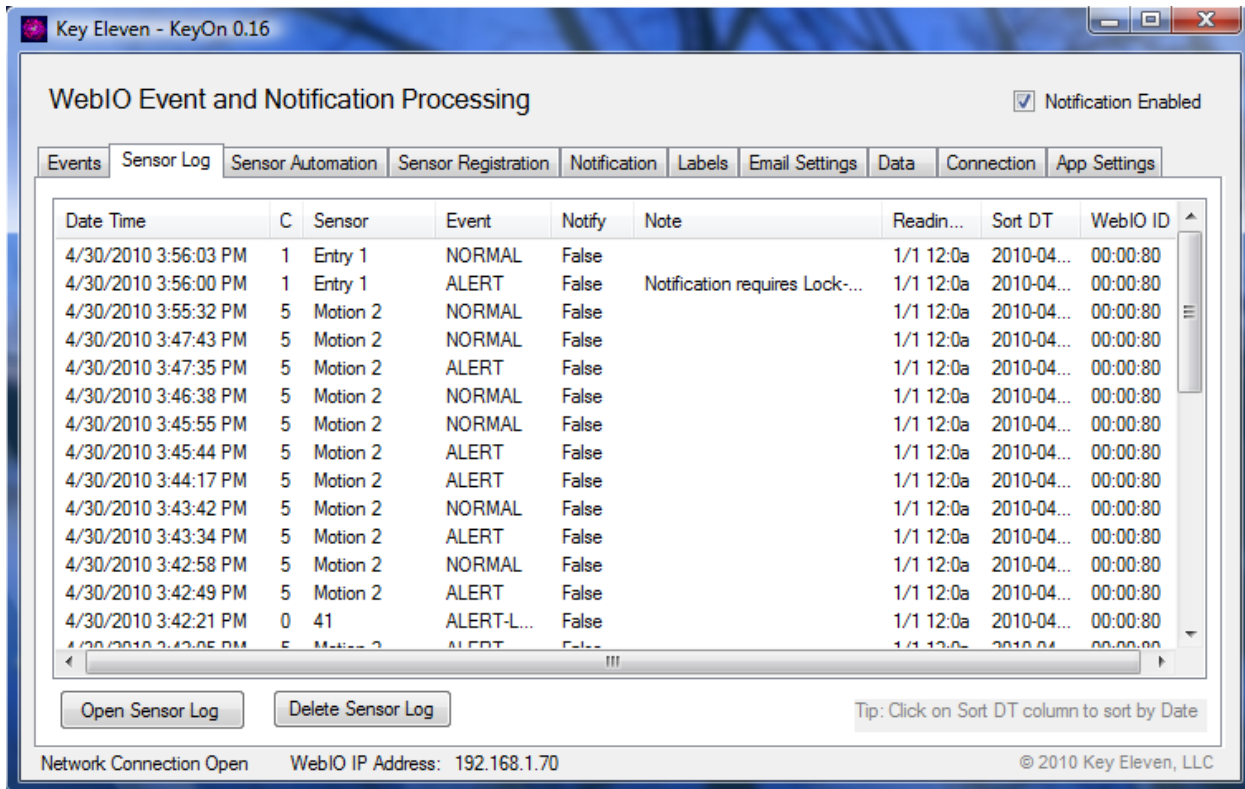 Key Eleven - KeyOn 0.16
WebIO Event and Notification Processing
Notification Enabled
Events Sensor Log Sensor Automation Sensor Registration Notification Labels Email Settings Data Connection App Settings
Date Time C Sensor Event Notify Note Readin... Sort DT WebIO ID
4/30/2010 3:56:03 PM 1 Entry 1 NORMAL False 1/1 12:0a 2010-04... 00:00:80
4/30/2010 3:56:00 PM 1 Entry 1 ALERT False Notification requires Lock-... 1/1 12:0a 2010-04... 00:00:80
4/30/2010 3:55:32 PM 5 Motion 2 NORMAL False 1/1 12:0a 2010-04... 00:00:80
4/30/2010 3:47:43 PM 5 Motion 2 NORMAL False 1/1 12:0a 2010-04... 00:00:80
4/30/2010 3:47:35 PM 5 Motion 2 ALERT False 1/1 12:0a 2010-04... 00:00:80
4/30/2010 3:46:38 PM 5 Motion 2 NORMAL False 1/1 12:0a 2010-04... 00:00:80
4/30/2010 3:45:55 PM 5 Motion 2 NORMAL False 1/1 12:0a 2010-04... 00:00:80
4/30/2010 3:45:44 PM 5 Motion 2 ALERT False 1/1 12:0a 2010-04... 00:00:80
4/30/2010 3:44:17 PM 5 Motion 2 ALERT False 1/1 12:0a 2010-04... 00:00:80
4/30/2010 3:43:42 PM 5 Motion 2 NORMAL False 1/1 12:0a 2010-04... 00:00:80
4/30/2010 3:43:34 PM 5 Motion 2 ALERT False 1/1 12:0a 2010-04... 00:00:80
4/30/2010 3:42:58 PM 5 Motion 2 NORMAL False 1/1 12:0a 2010-04... 00:00:80
4/30/2010 3:42:49 PM 5 Motion 2 ALERT False 1/1 12:0a 2010-04... 00:00:80
4/30/2010 3:42:21 PM 0 41 ALERT-L... False 1/1 12:0a 2010-04... 00:00:80
Open Sensor Log Delete Sensor Log Tip: Click on Sort DT column to sort by Date
Network Connection Open WebIO IP Address: 192.168.1.70 © 2010 Key Eleven, LLC